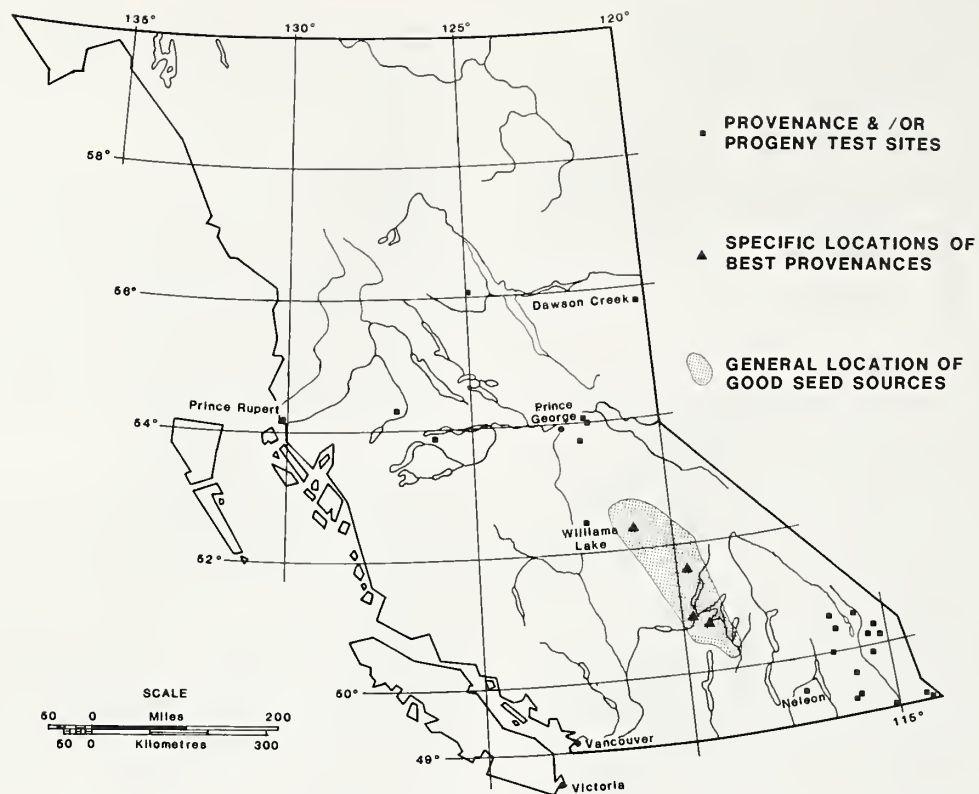 135°
130°
125°
120°
58°
56°
54°
52°
50°
49°
115°
PROVENANCE & /OR
PROGENY TEST SITES
SPECIFIC LOCATIONS OF
BEST PROVENANCES
GENERAL LOCATION OF
GOOD SEED SOURCES
Dawson Creek
Prince Rupert
Prince
George
Williams
Lake
Nelson
Vancouver
Victoria
SCALE
50 0 Miles 200
50 0 Kilometres 300